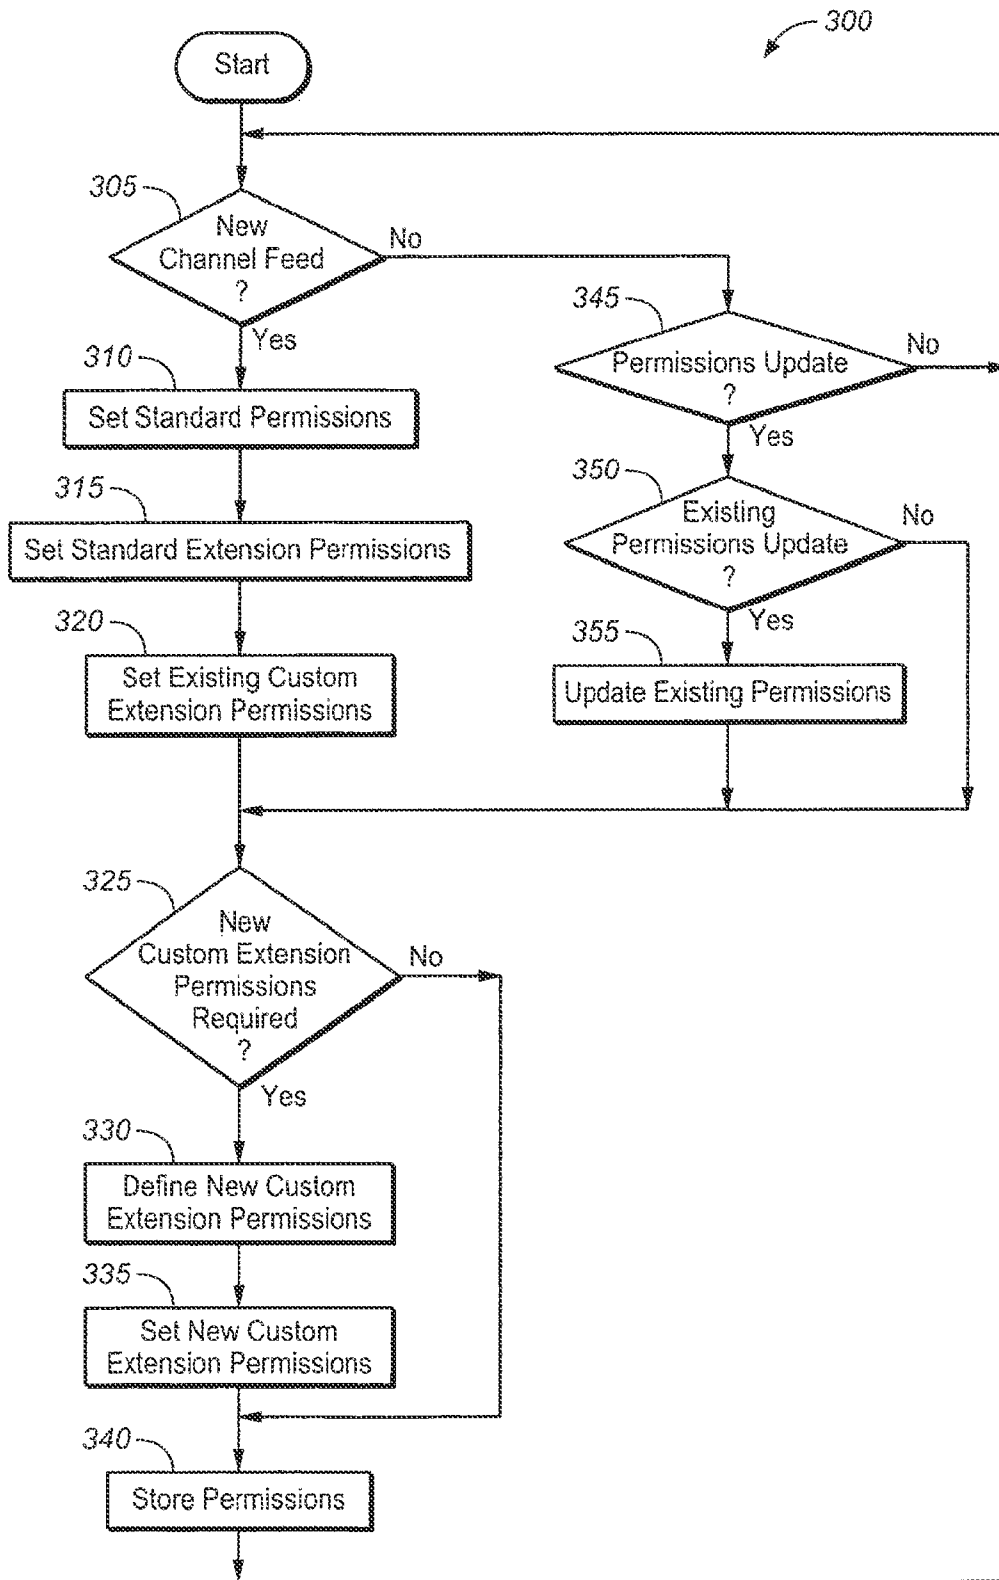 300
Start
305
New
Channel Feed
?
No
Yes
310
Set Standard Permissions
315
Set Standard Extension Permissions
320
Set Existing Custom
Extension Permissions
345
Permissions Update
?
No
Yes
350
Existing
Permissions Update
?
No
Yes
355
Update Existing Permissions
325
New
Custom Extension
Permissions
Required
?
No
Yes
330
Define New Custom
Extension Permissions
335
Set New Custom
Extension Permissions
340
Store Permissions